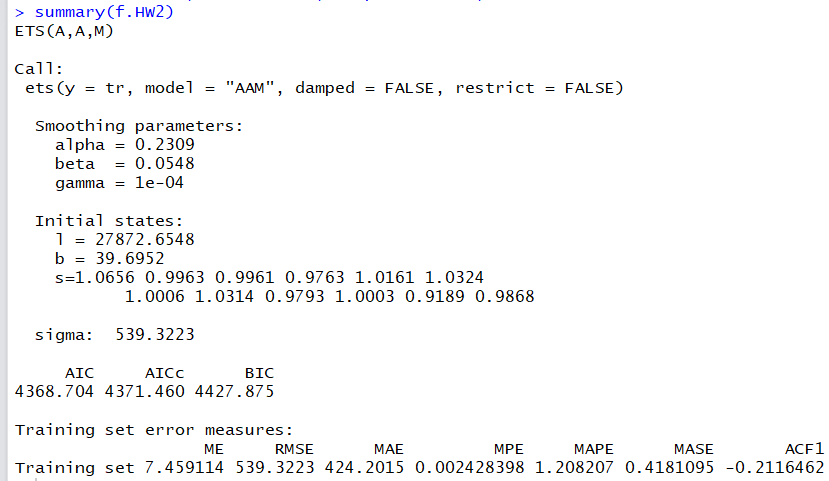 > summary(f.HW2)
ETS(A,A,M)
Call:
ets(y = tr, model = "AAM", damped = FALSE, restrict = FALSE)
Smoothing parameters:
alpha = 0.2309
beta  = 0.0548
gamma = 1e-04
Initial states:
l = 27872.6548
b = 39.6952
s=1.0656 0.9963 0.9961 0.9763 1.0161 1.0324
1.0006 1.0314 0.9793 1.0003 0.9189 0.9868
sigma:  539.3223
AIC AICc BIC
4368.704 4371.460 4427.875
Training set error measures:
ME RMSE MAE MPE MAPE MASE ACF1
Training set 7.459114 539.3223 424.2015 0.002428398 1.208207 0.4181095 -0.2116462